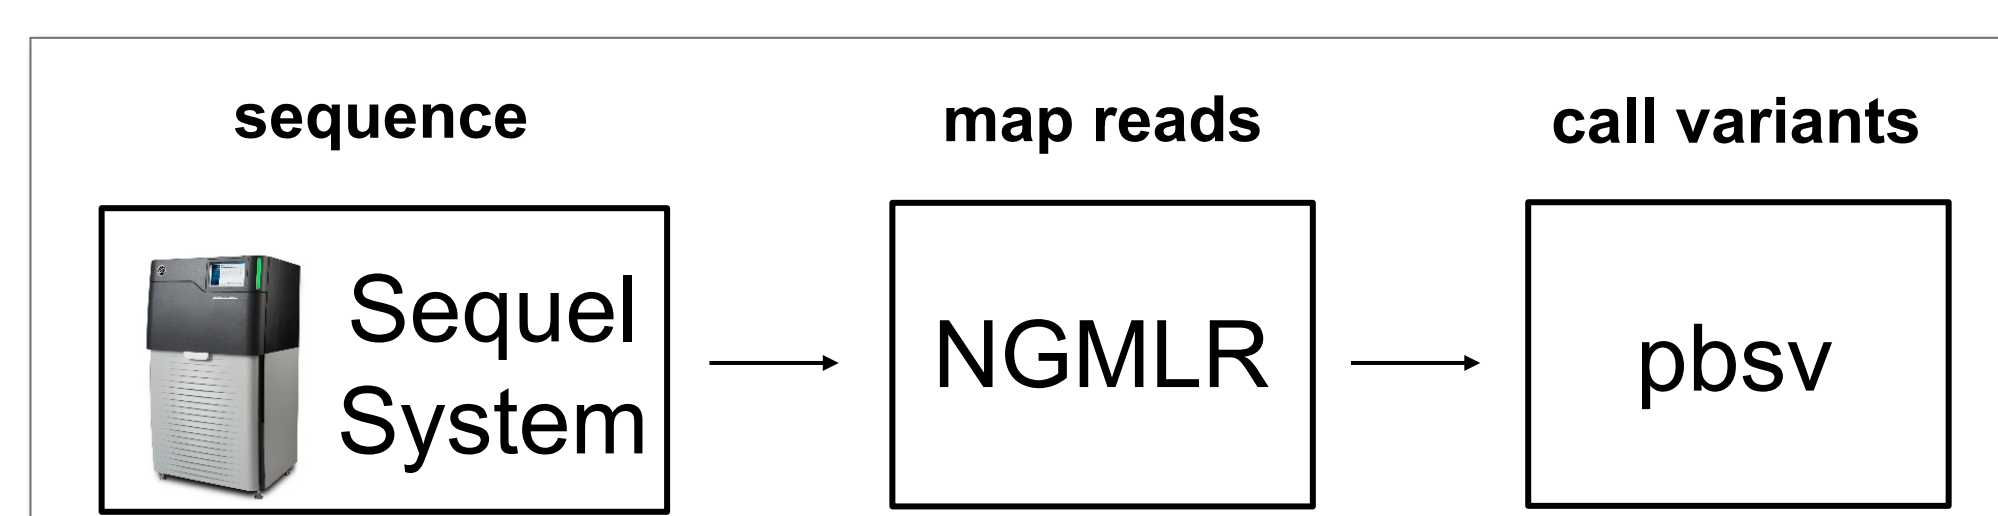 sequence
map reads
call variants
Sequel
System
NGMLR
pbsv